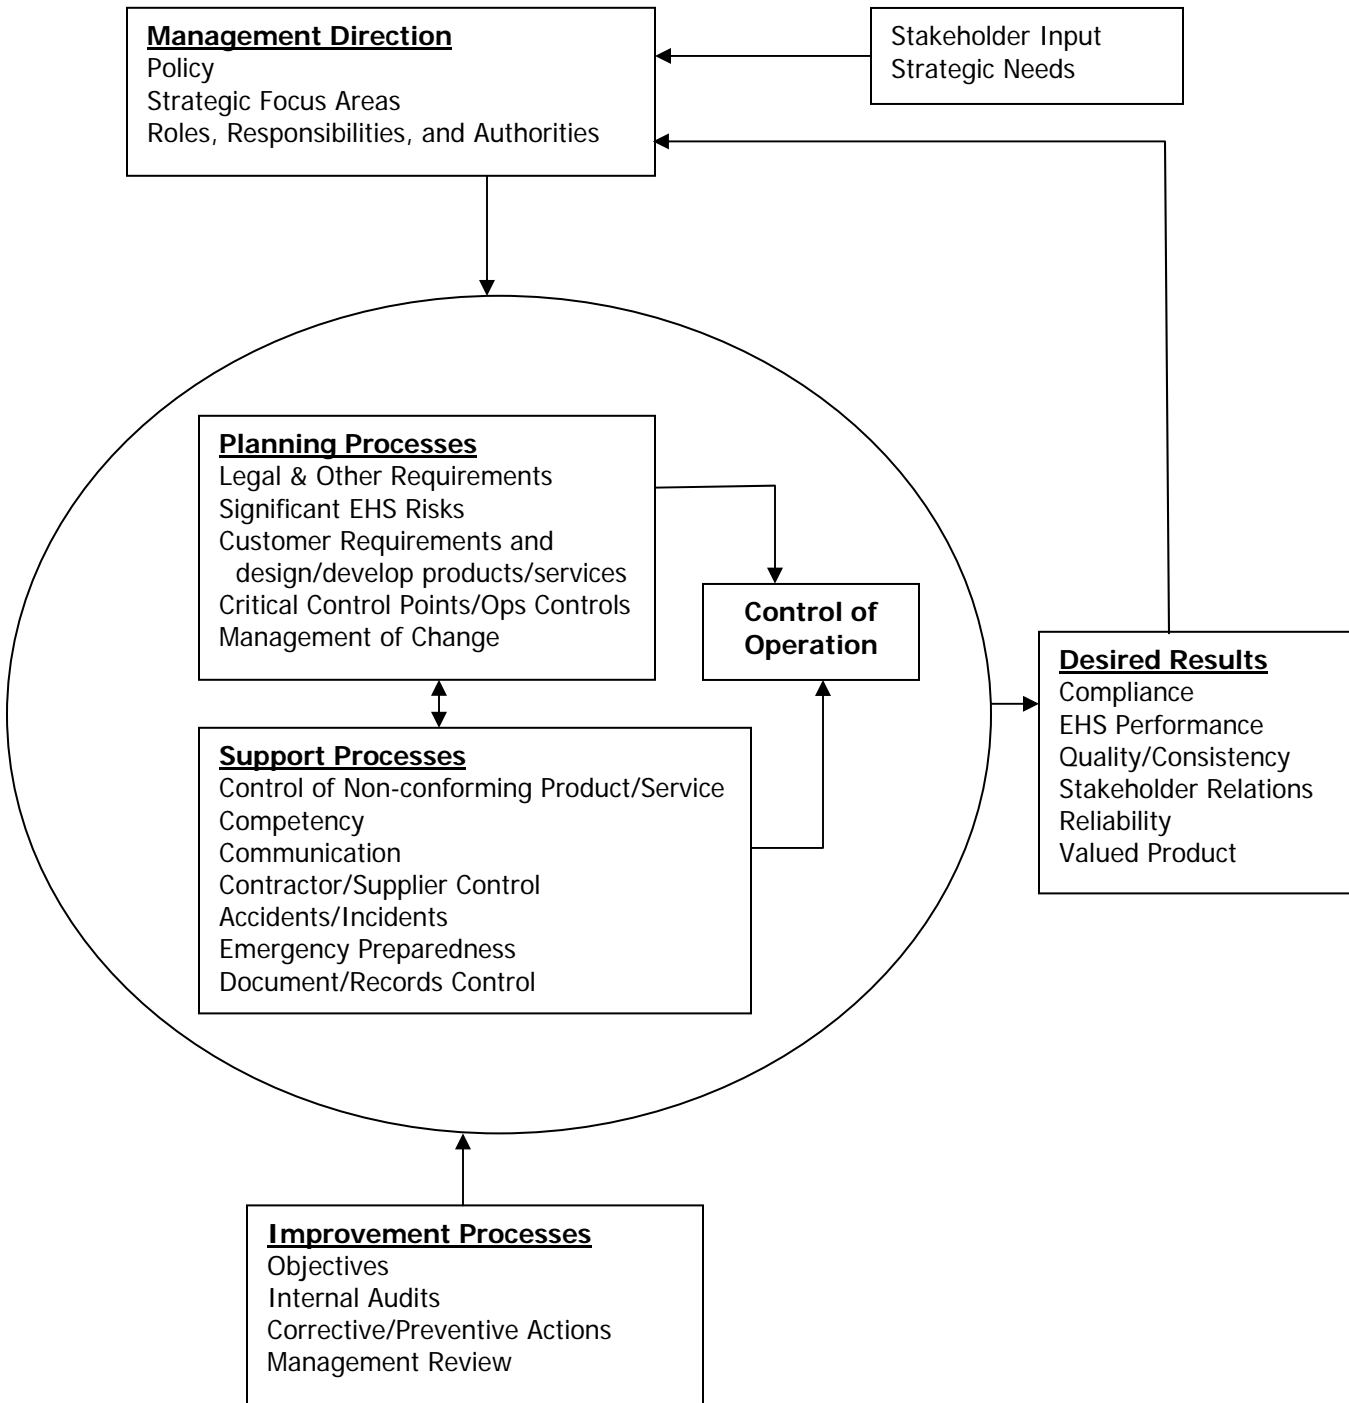 Management Direction
Policy
Strategic Focus Areas
Roles, Responsibilities, and Authorities
Stakeholder Input
Strategic Needs
Planning Processes
Legal & Other Requirements
Significant EHS Risks
Customer Requirements and
design/develop products/services
Critical Control Points/Ops Controls
Management of Change
Control of
Operation
Support Processes
Control of Non-conforming Product/Service
Competency
Communication
Contractor/Supplier Control
Accidents/Incidents
Emergency Preparedness
Document/Records Control
Desired Results
Compliance
EHS Performance
Quality/Consistency
Stakeholder Relations
Reliability
Valued Product
Improvement Processes
Objectives
Internal Audits
Corrective/Preventive Actions
Management Review